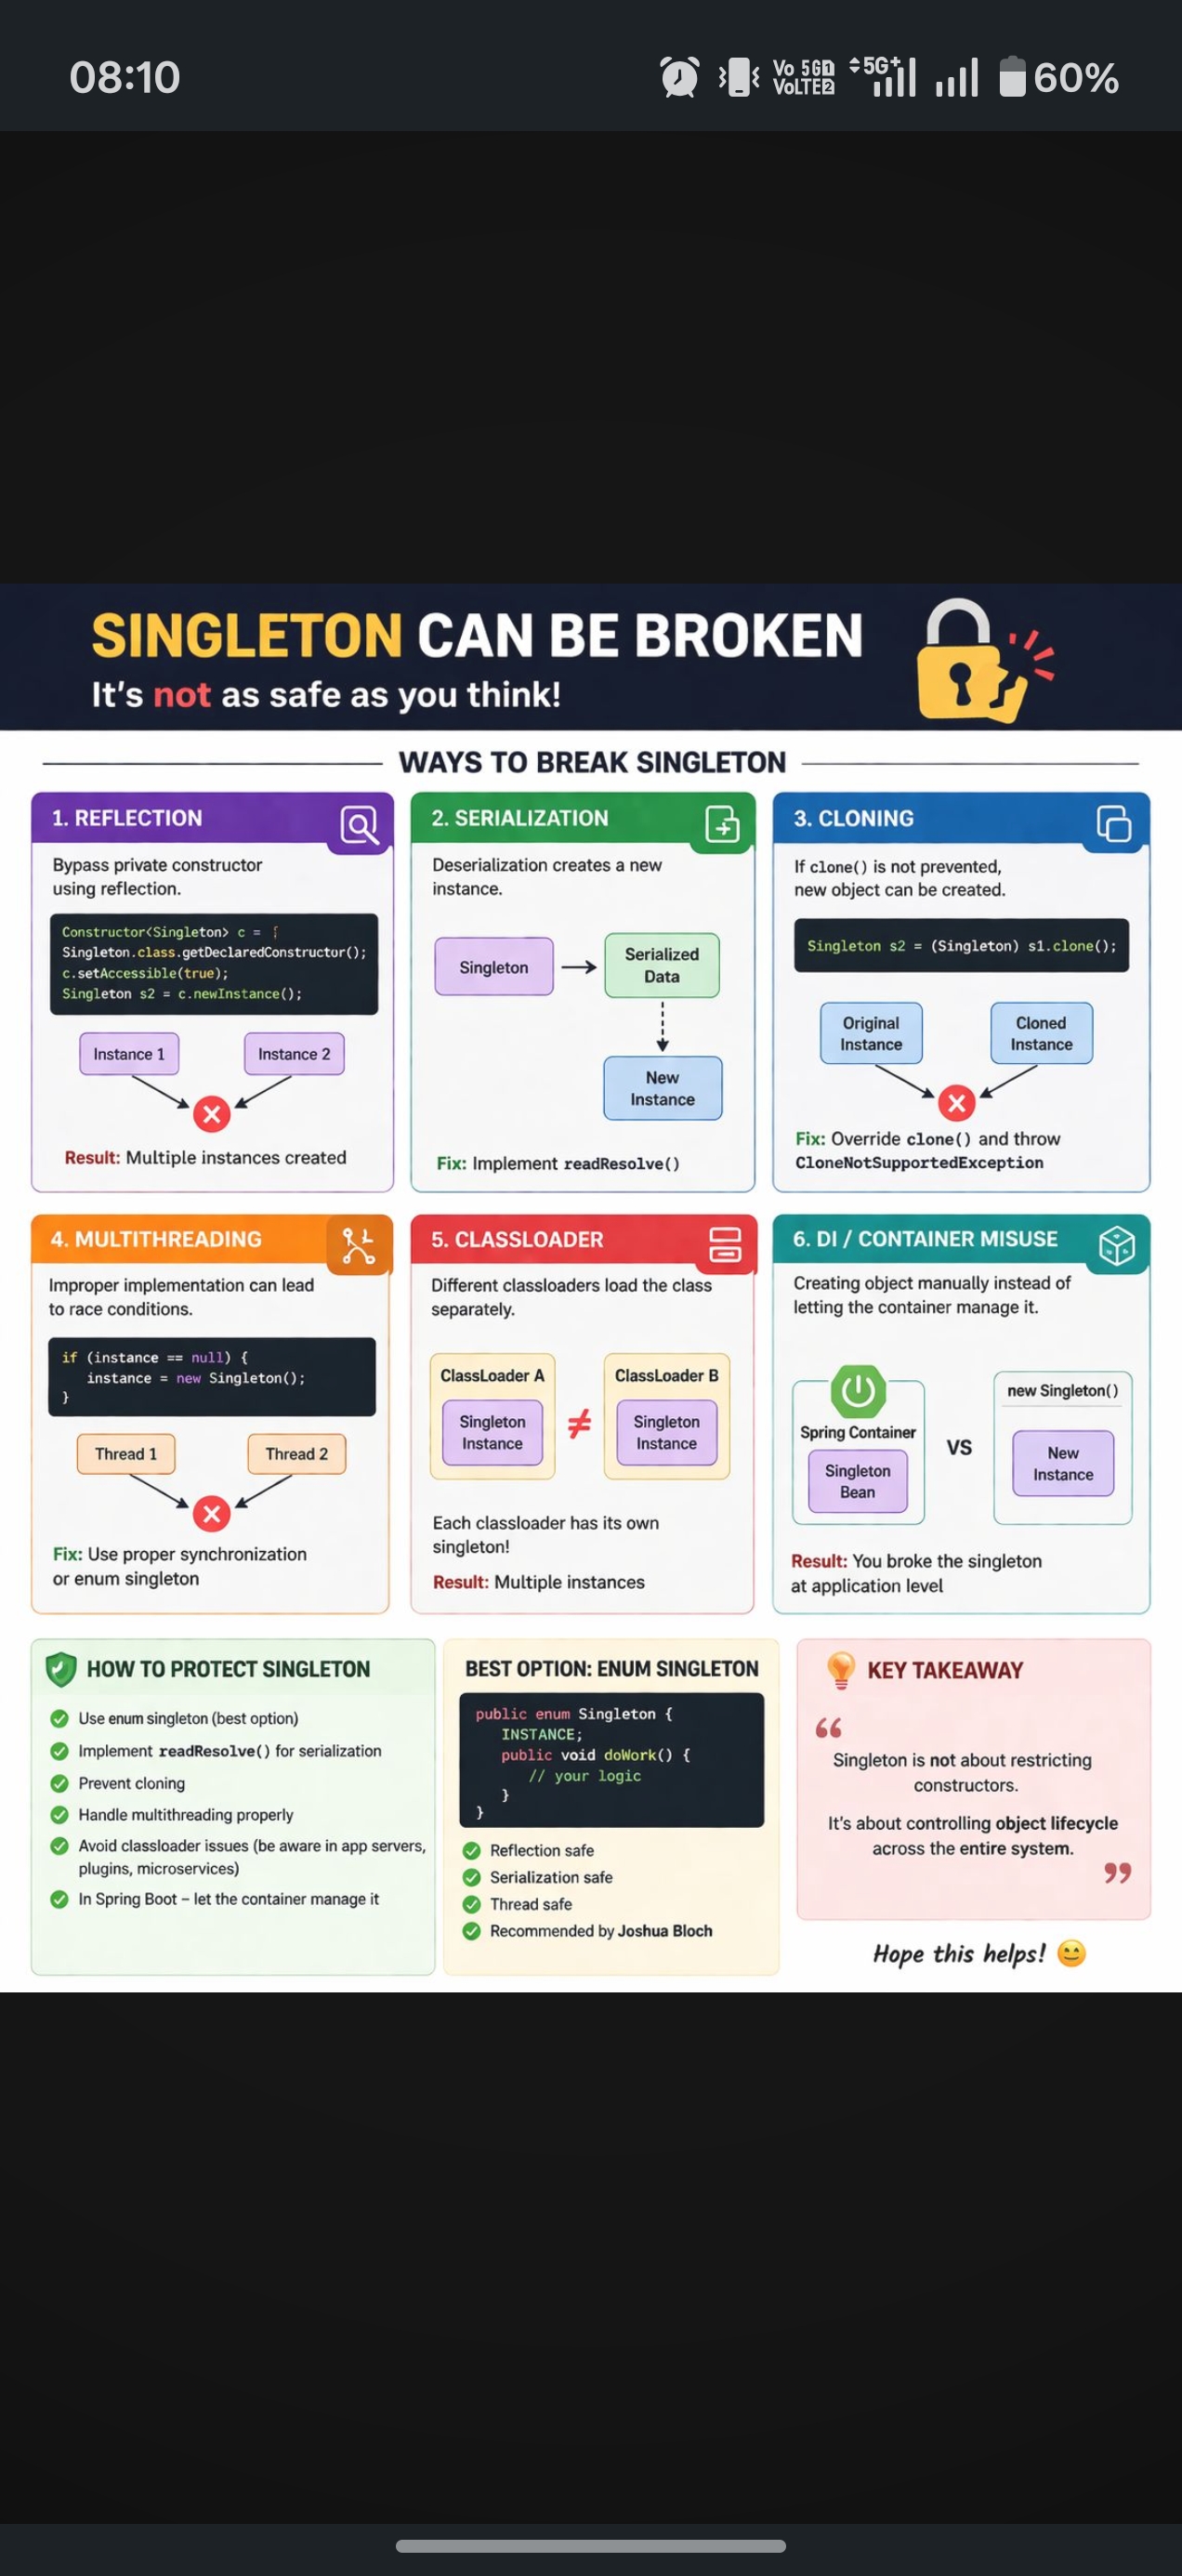 08:10
Vo 5G1
VoLTE2
5G+
60%
SINGLETON CAN BE BROKEN
It's not as safe as you think!
WAYS TO BREAK SINGLETON
1. REFLECTION
Bypass private constructor
using reflection.
Constructor<Singleton> c =
Singleton.class.getDeclaredConstructor();
c.setAccessible(true);
Singleton s2 = c.newInstance();
Instance 1
Instance 2
Result: Multiple instances created
2. SERIALIZATION
Deserialization creates a new
instance.
Singleton
Serialized
Data
New
Instance
Fix: Implement readResolve()
3. CLONING
If clone() is not prevented,
new object can be created.
Singleton s2 = (Singleton) s1.clone();
Original
Instance
Cloned
Instance
Fix: Override clone() and throw
CloneNotSupportedException
4. MULTITHREADING
Improper implementation can lead
to race conditions.
if (instance == null) {
instance = new Singleton();
}
Thread 1
Thread 2
Fix: Use proper synchronization
or enum singleton
5. CLASSLOADER
Different classloaders load the class
separately.
ClassLoader A
Singleton
Instance
≠
ClassLoader B
Singleton
Instance
Each classloader has its own
singleton!
Result: Multiple instances
6. DI / CONTAINER MISUSE
Creating object manually instead of
letting the container manage it.
Spring Container
Singleton
Bean
VS
new Singleton()
New
Instance
Result: You broke the singleton
at application level
HOW TO PROTECT SINGLETON
Use enum singleton (best option)
Implement readResolve() for serialization
Prevent cloning
Handle multithreading properly
Avoid classloader issues (be aware in app servers,
plugins, microservices)
In Spring Boot – let the container manage it
BEST OPTION: ENUM SINGLETON
public enum Singleton {
INSTANCE;
public void doWork() {
// your logic
}
}
Reflection safe
Serialization safe
Thread safe
Recommended by Joshua Bloch
KEY TAKEAWAY
“
Singleton is not about restricting
constructors.
It's about controlling object lifecycle
across the entire system.
”
Hope this helps! 😊